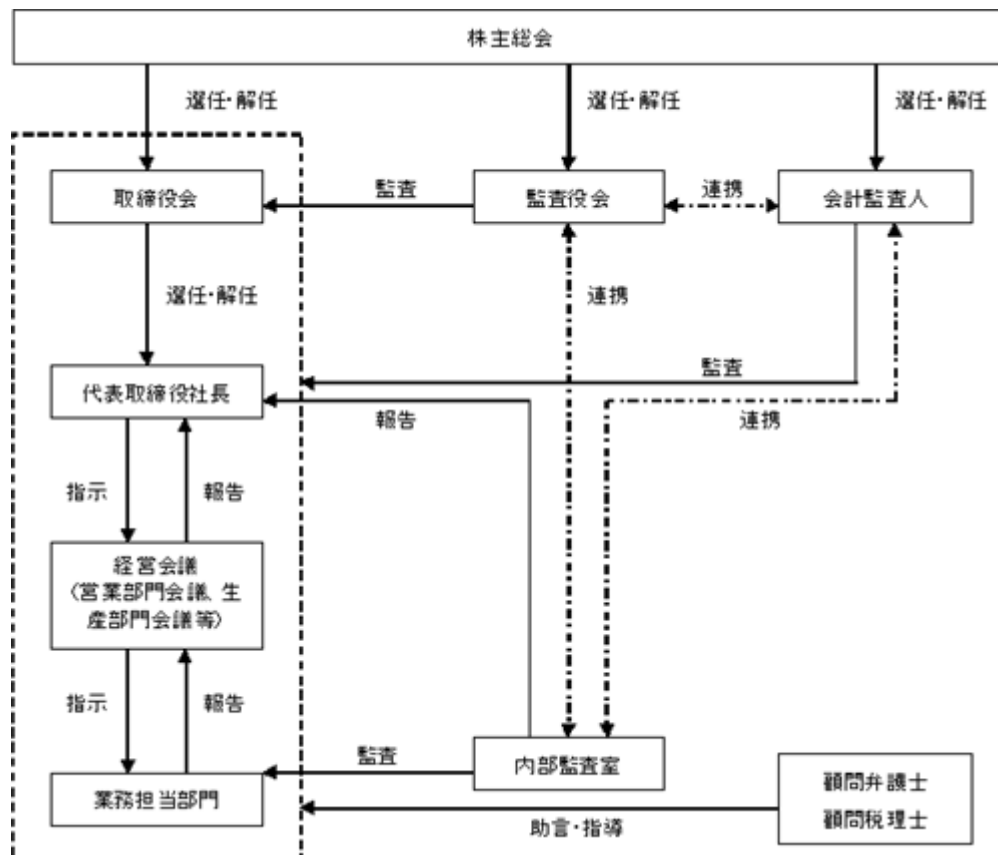 株主総会
選任・解任
選任・解任
選任・解任
取締役会
監査
監査役会
連携
会計監査人
選任・解任
連携
監査
代表取締役社長
報告
連携
指示
報告
経営会議
(営業部門会議、生
産部門会議等)
指示
報告
監査
内部監査室
業務担当部門
助言・指導
顧問弁護士
顧問税理士